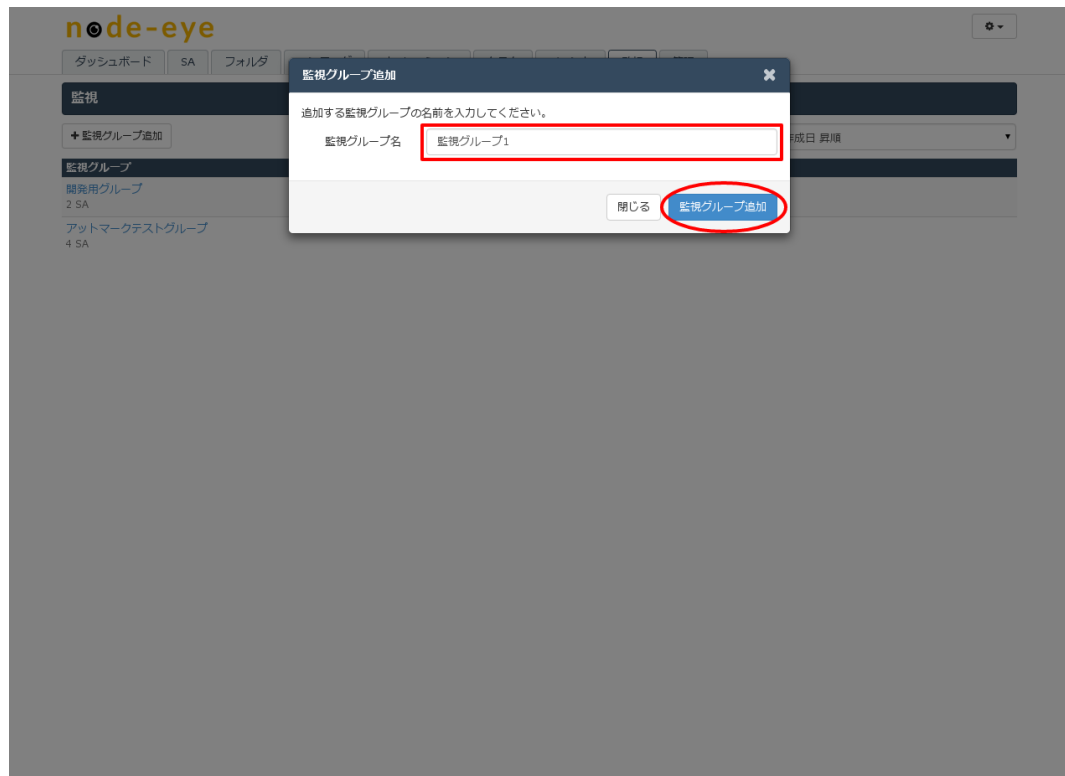 node-eye
ダッシュボード SA フォルダ
監視グループ追加
監視
追加する監視グループの名前を入力してください。
+監視グループ追加
監視グループ名 監視グループ1
成日 昇順
監視グループ
開発用グループ
2 SA
閉じる 監視グループ追加
アットマークテストグループ
4 SA